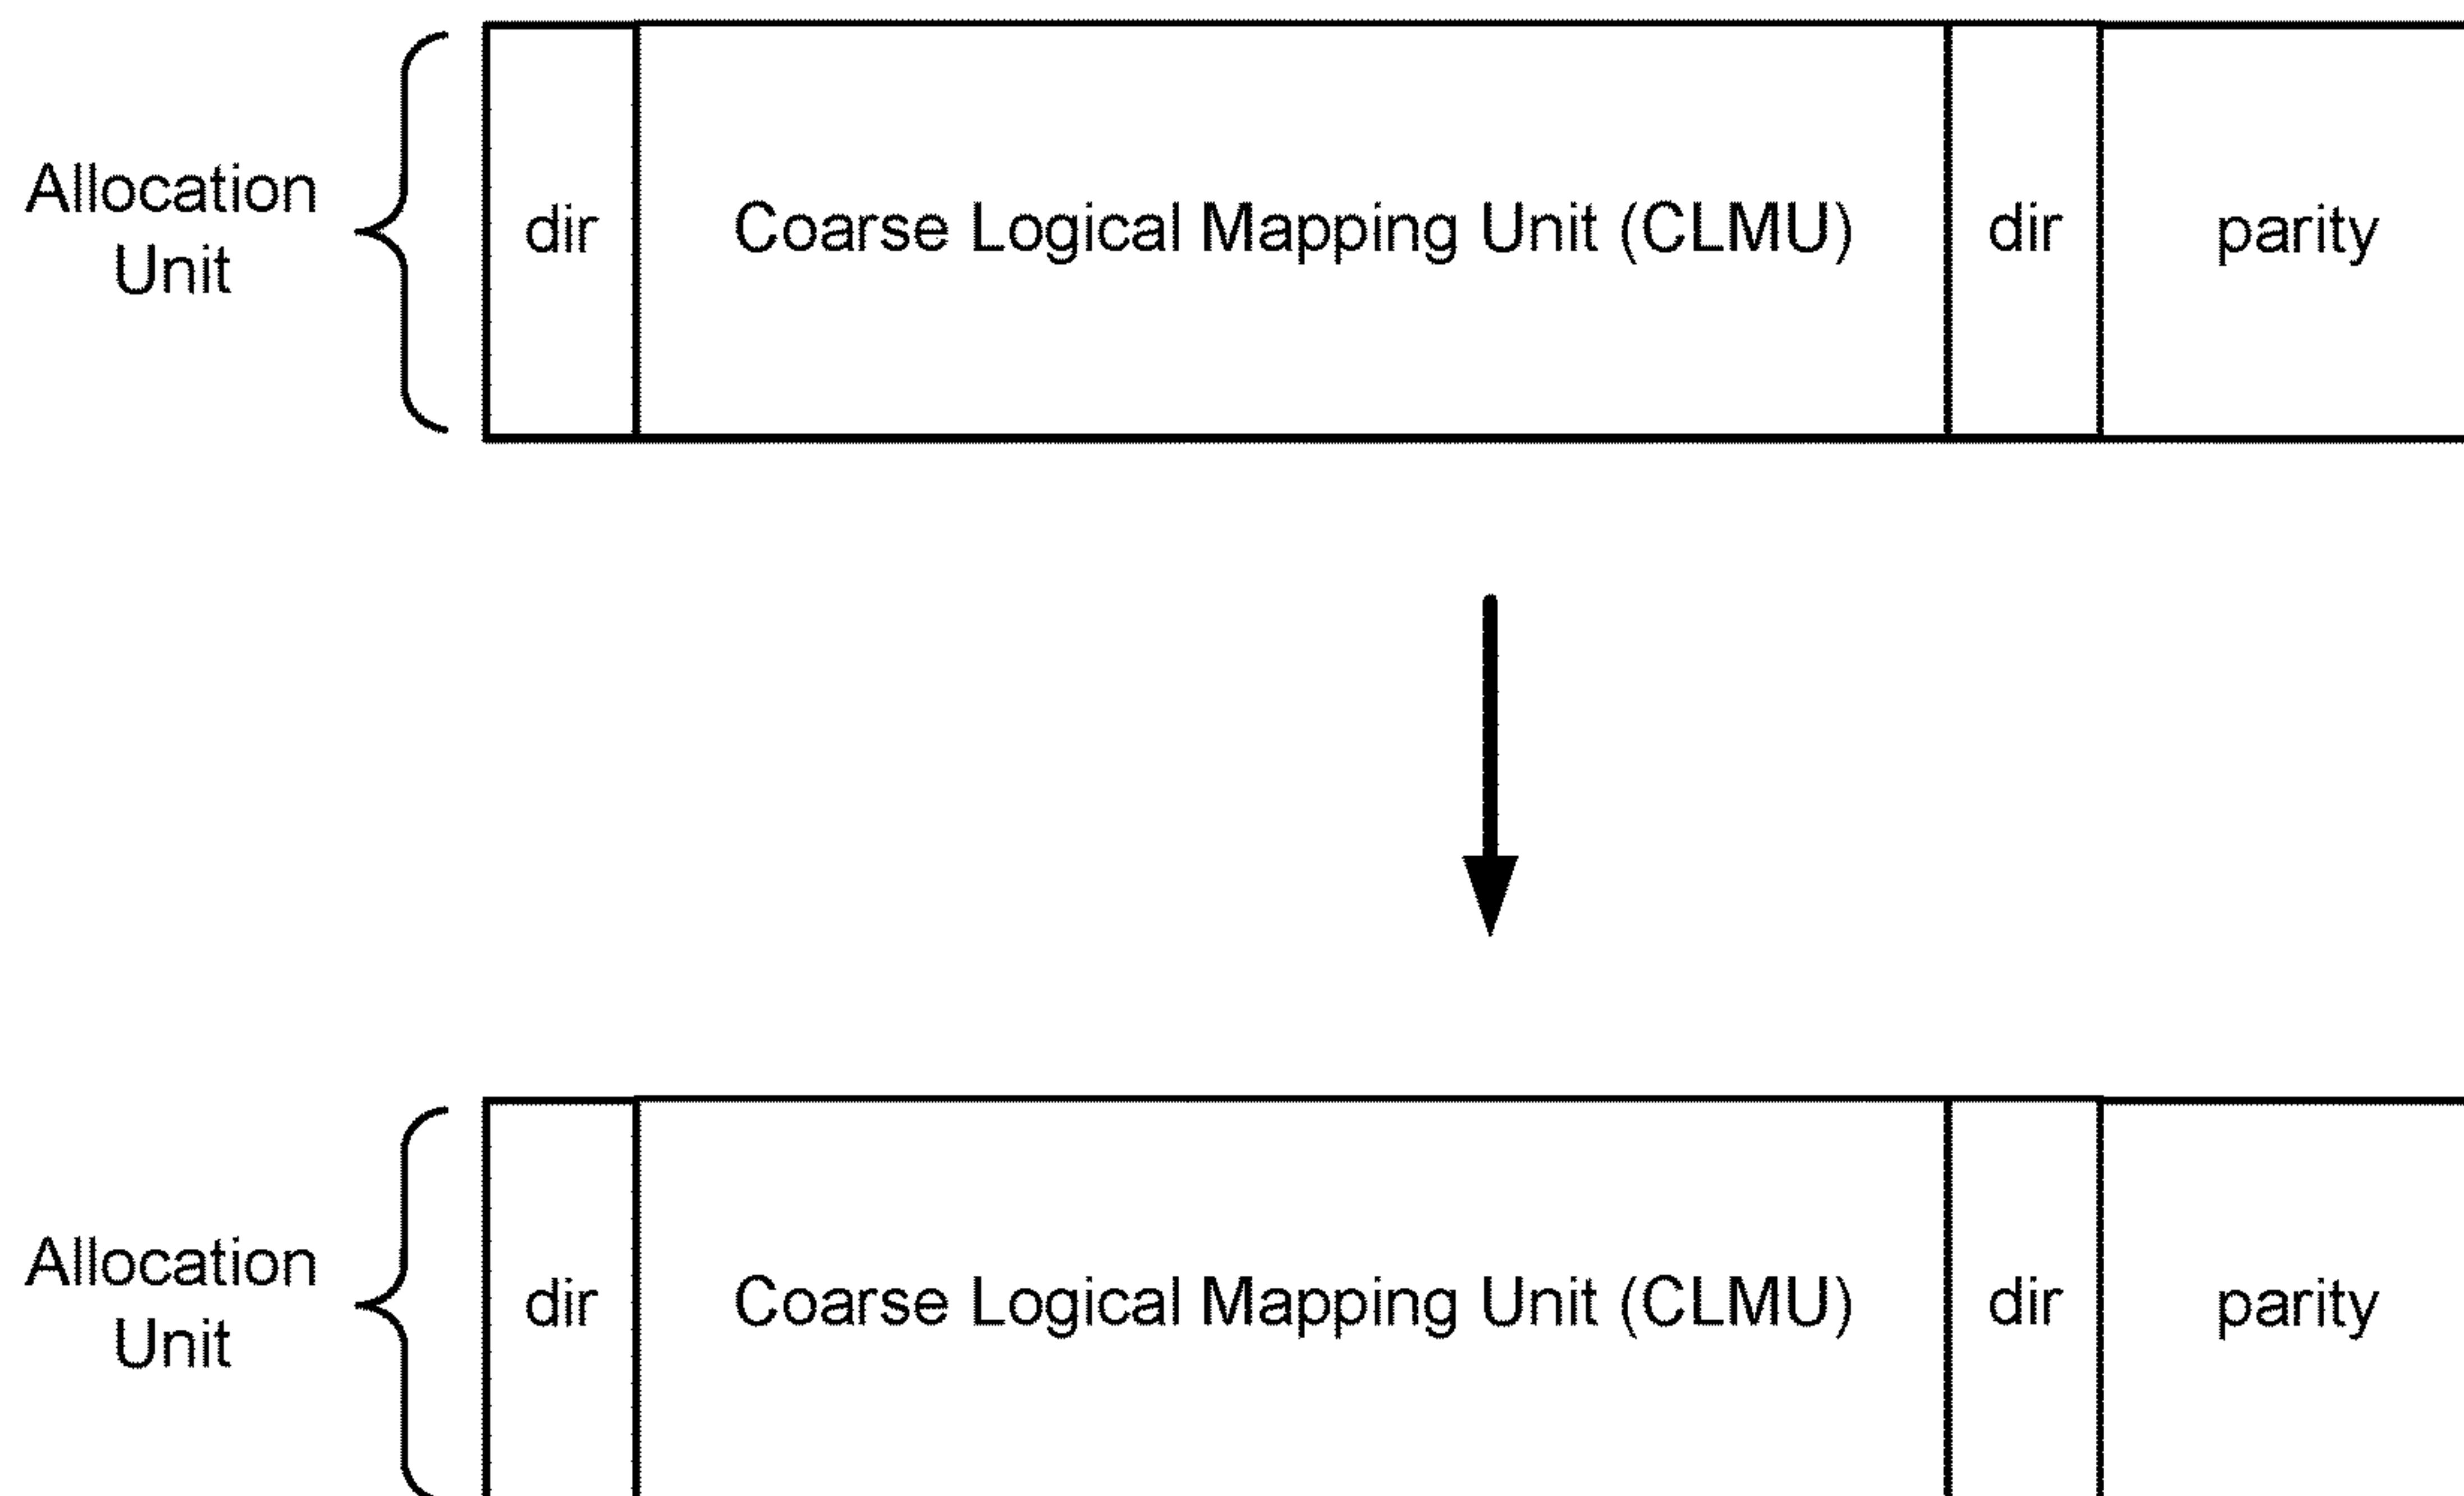 Allocation
Unit
dir
Coarse Logical Mapping Unit (CLMU)
dir
parity
Allocation
Unit
dir
Coarse Logical Mapping Unit (CLMU)
dir
parity